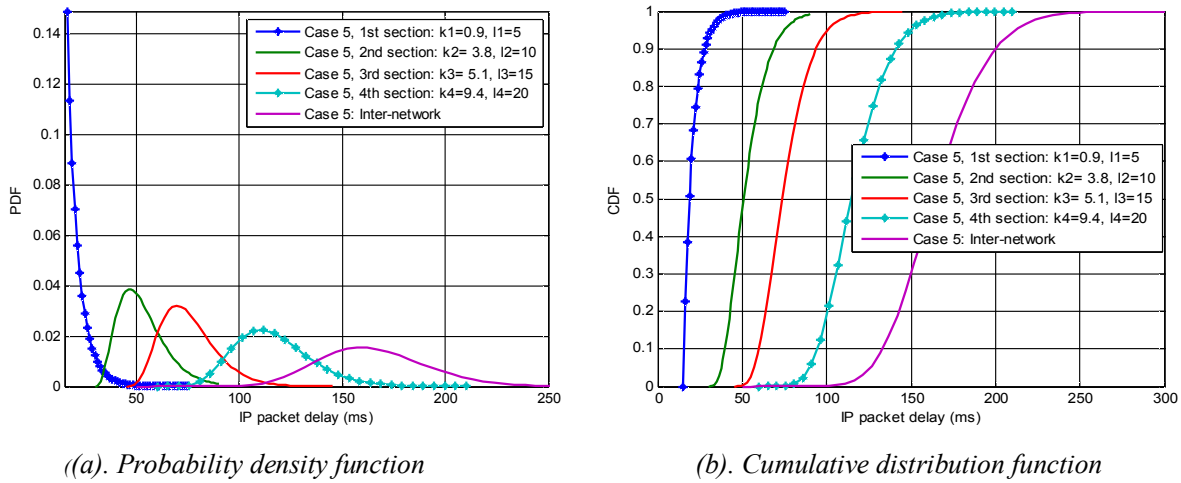 0.14
0.12
0.1
0.08
0.06
0.04
0.02
0
PDF
50 100 150 200 250
IP packet delay (ms)
Case 5, 1st section: k1=0.9, l1=5
Case 5, 2nd section: k2= 3.8, l2=10
Case 5, 3rd section: k3= 5.1, l3=15
Case 5, 4th section: k4=9.4, l4=20
Case 5: Inter-network
((a). Probability density function
1
0.9
0.8
0.7
0.6
0.5
0.4
0.3
0.2
0.1
0
CDF
0 50 100 150 200 250 300
IP packet delay (ms)
Case 5, 1st section: k1=0.9, l1=5
Case 5, 2nd section: k2= 3.8, l2=10
Case 5, 3rd section: k3= 5.1, l3=15
Case 5, 4th section: k4=9.4, l4=20
Case 5: Inter-network
(b). Cumulative distribution function